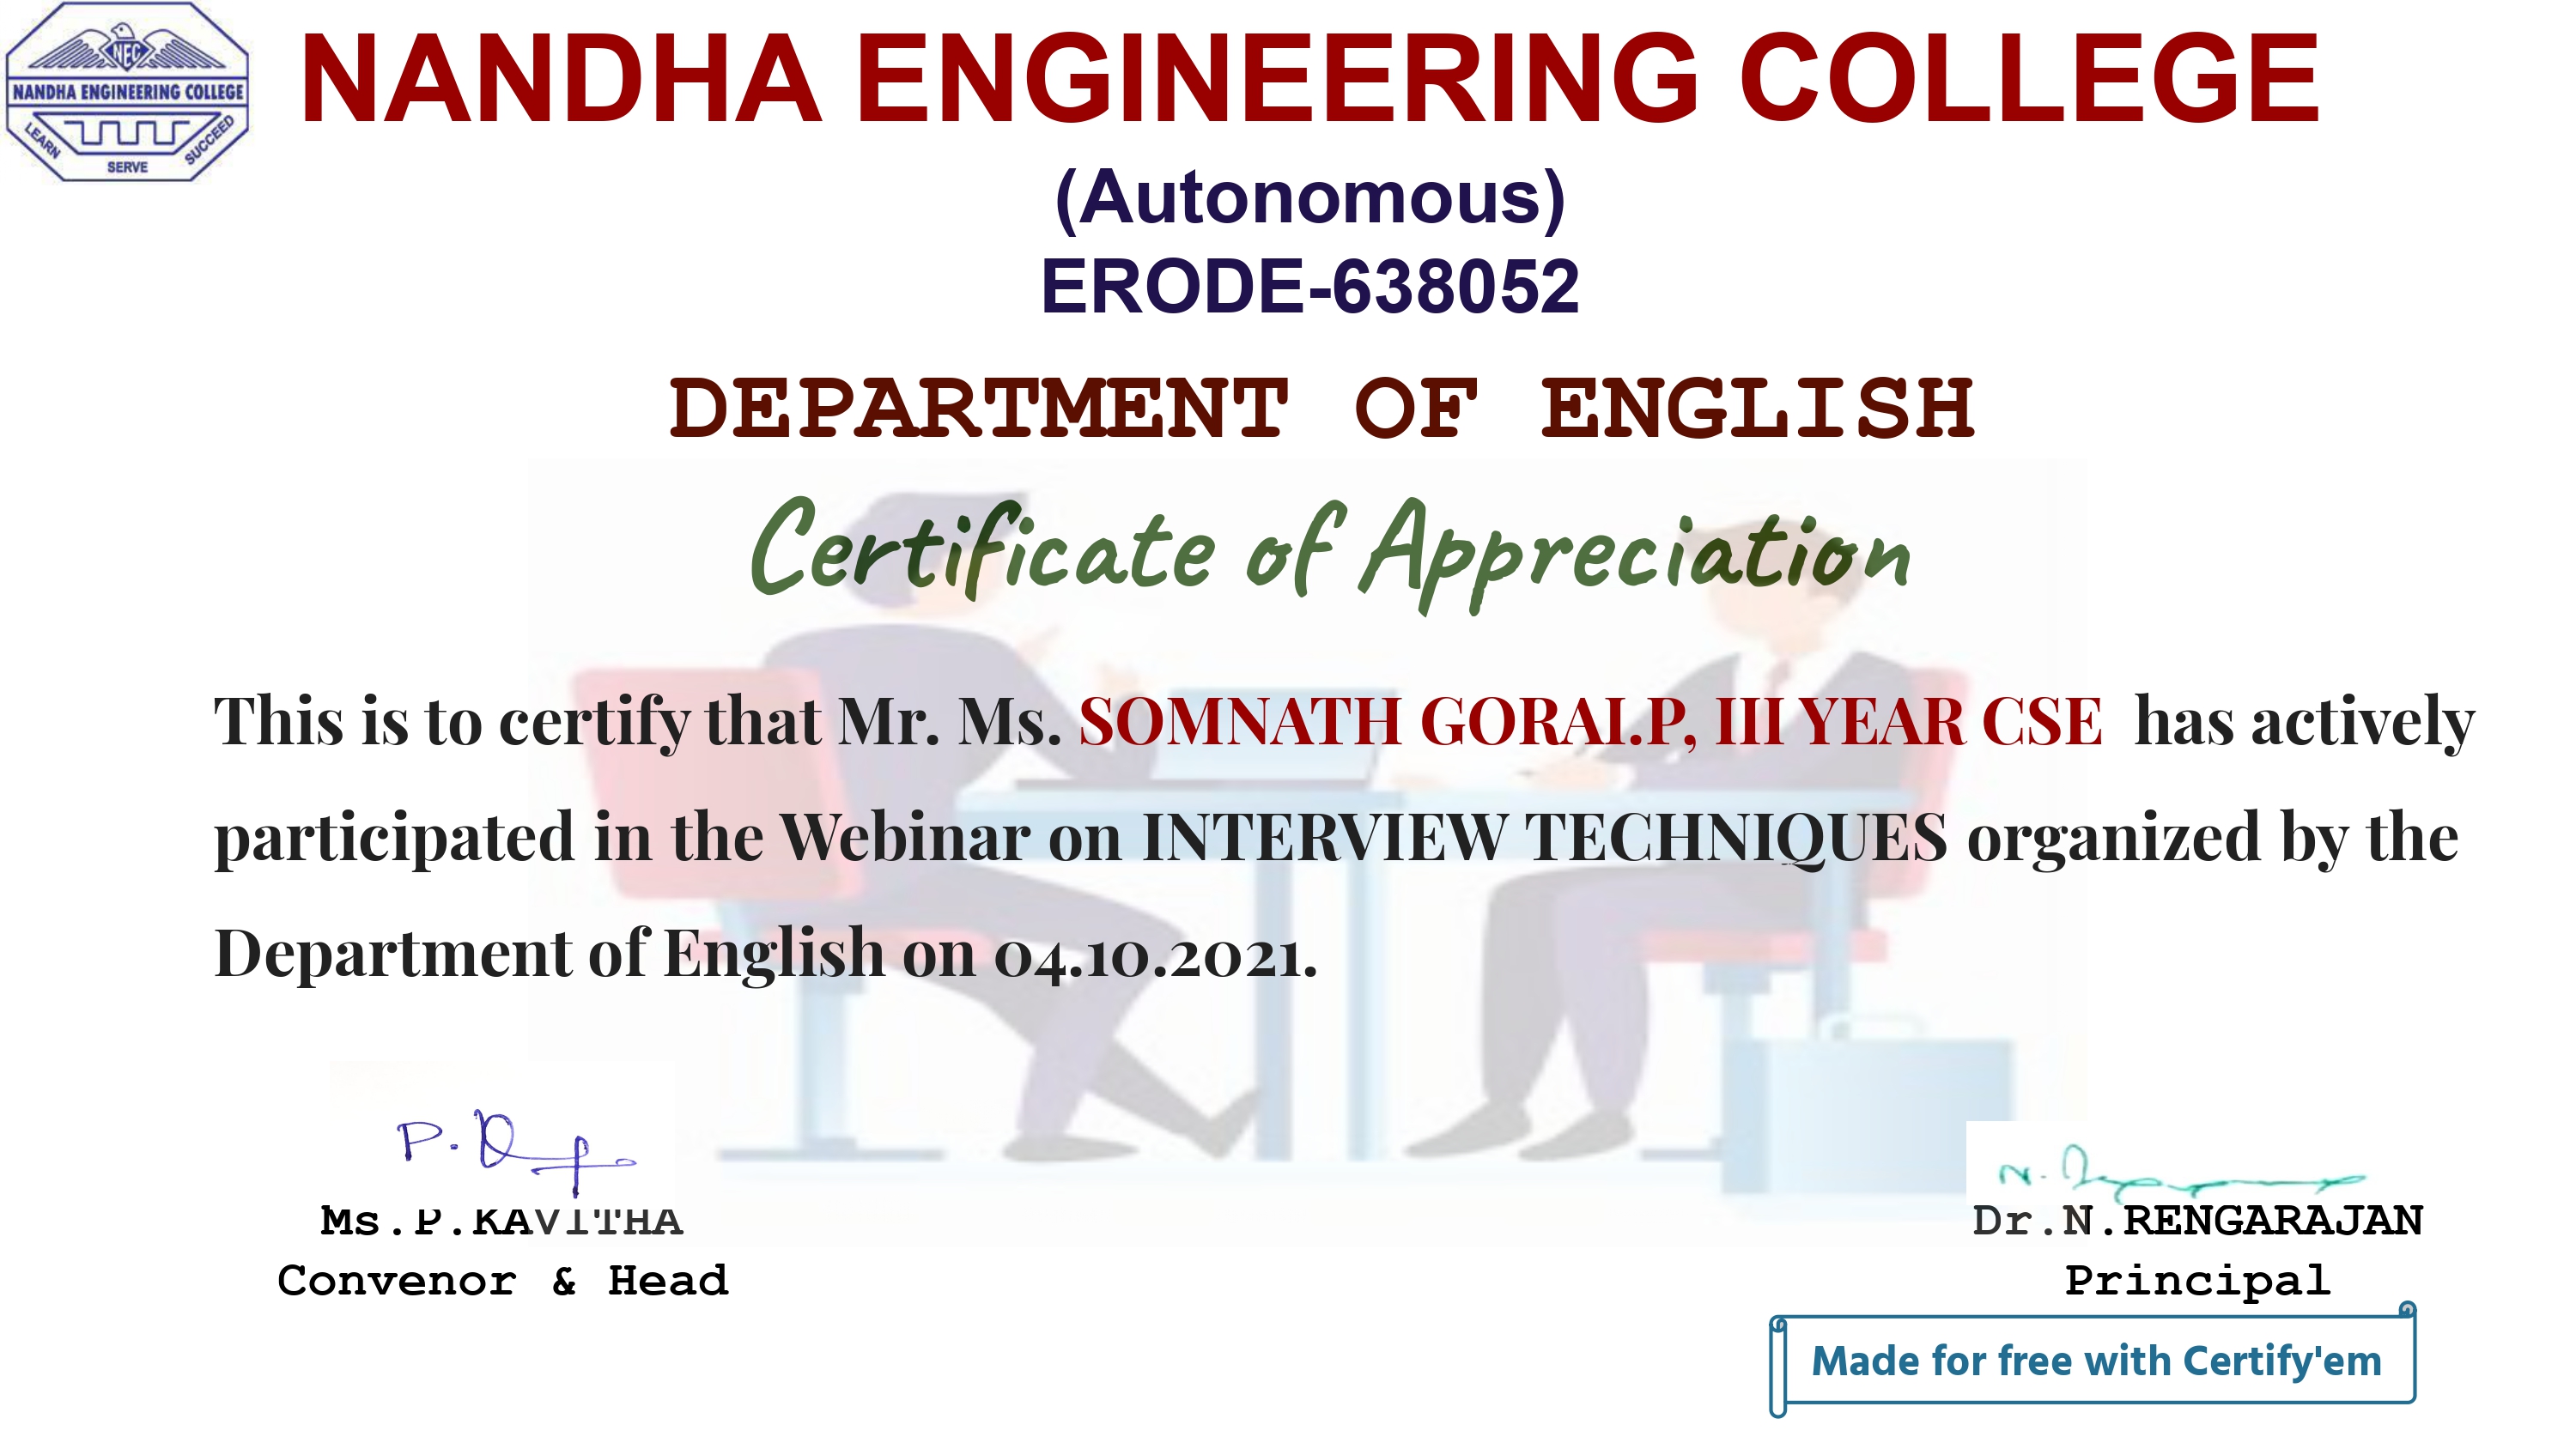 NEC
NANDHA ENGINEERING COLLEGE
LEARN
SERVE
SUCCEED
NANDHA ENGINEERING COLLEGE
(Autonomous)
ERODE-638052
DEPARTMENT OF ENGLISH
Certificate of Appreciation
This is to certify that Mr. Ms. SOMNATH GORAI.P, III YEAR CSE has actively
participated in the Webinar on INTERVIEW TECHNIQUES organized by the
Department of English on 04.10.2021.
Ms.P.KAVITHA
Convenor & Head
Dr.N.RENGARAJAN
Principal
Made for free with Certify'em